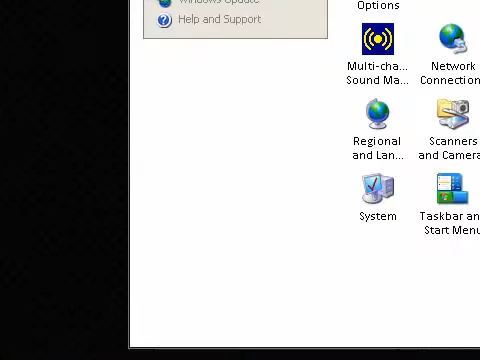 Windows Update
Help and Support
Options
Multi-cha...
Sound Ma...
Network
Connection
Regional
and Lan...
Scanners
and Camera
System
Taskbar an
Start Menu